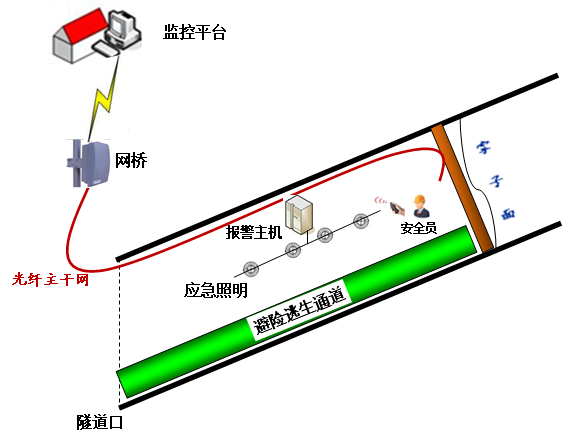 监控平台
网桥
掌子面
报警主机
安全员
光纤主干网
应急照明
避险逃生通道
隧道口